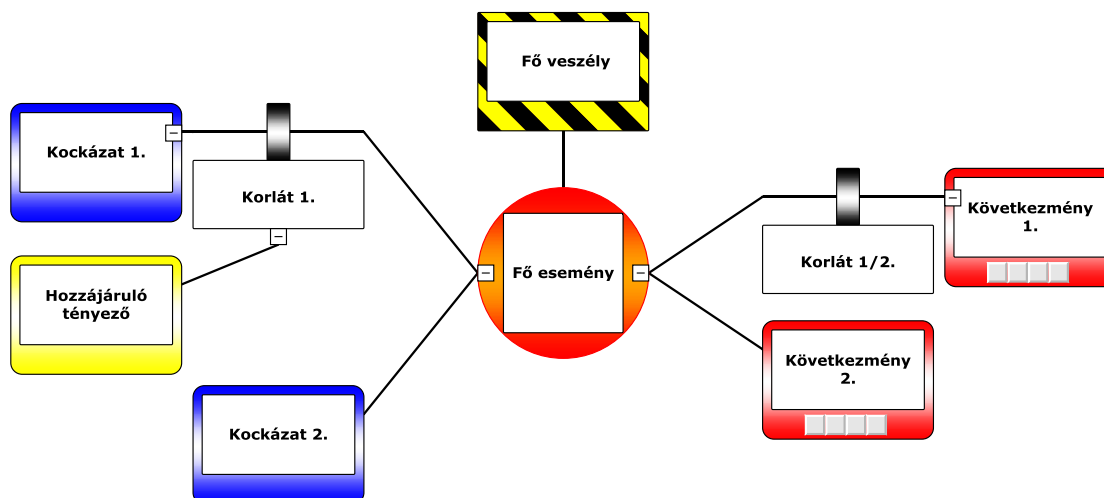 Fő veszély
Kockázat 1.
Korlát 1.
Hozzájáruló
tényező
Kockázat 2.
Fő esemény
Korlát 1/2.
Következmény
1.
Következmény
2.